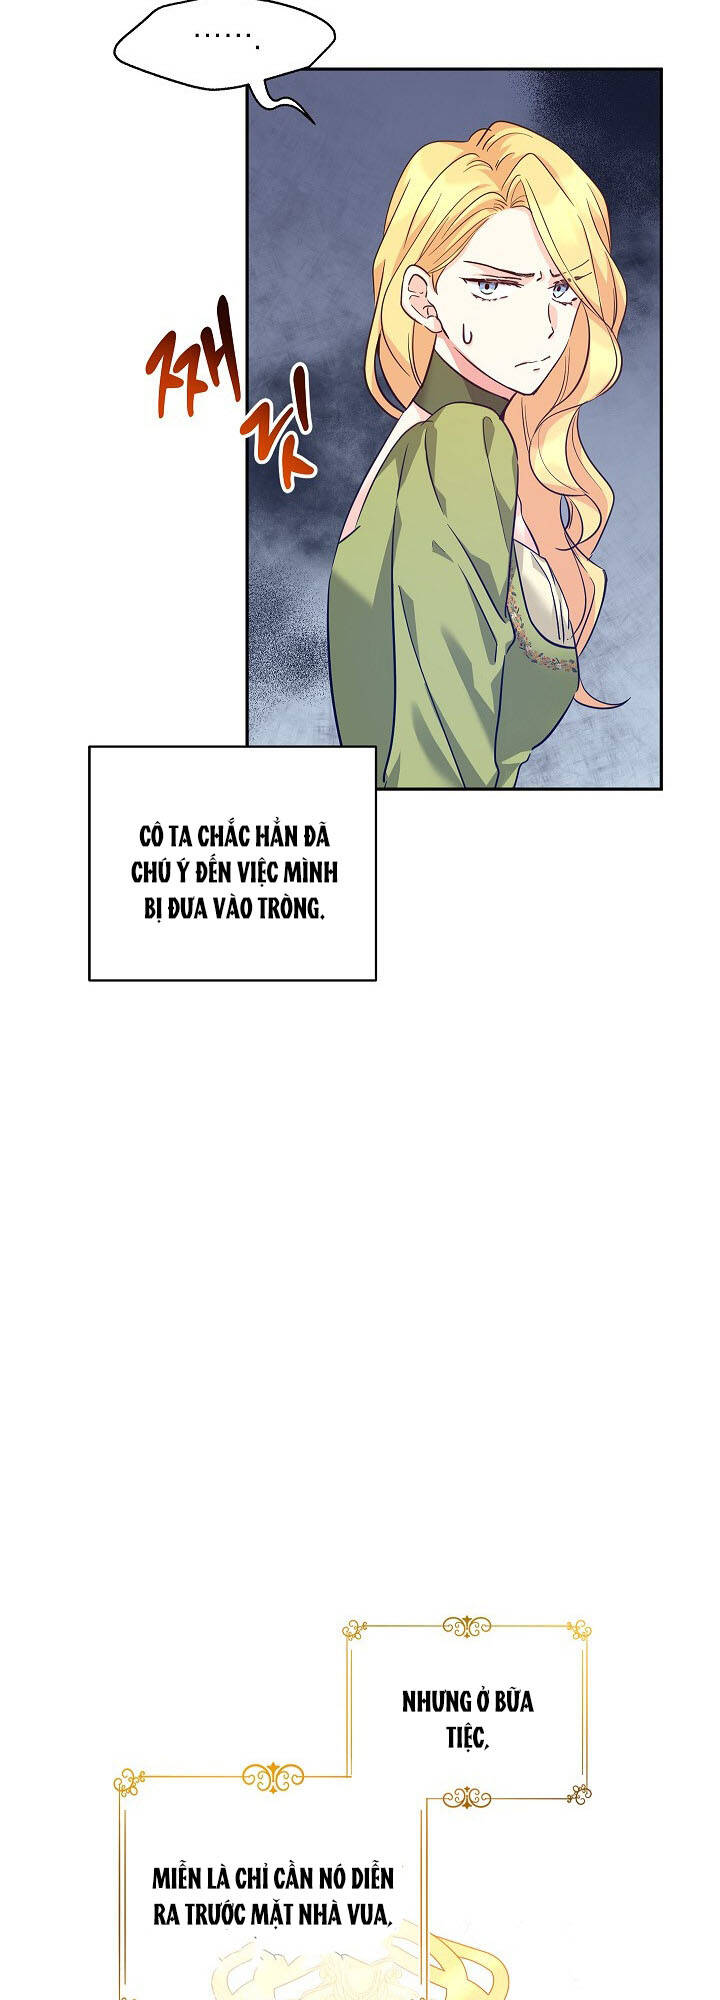 .......
째
릿
CÔ TA CHẮC HẲN ĐÃ
CHÚ Ý ĐẾN VIỆC MÌNH
BỊ ĐƯA VÀO TRÒNG.
NHƯNG Ở BỮA
TIỆC,
MIỄN LÀ CHỈ CẦN NÓ DIỄN
RA TRƯỚC MẶT NHÀ VUA,